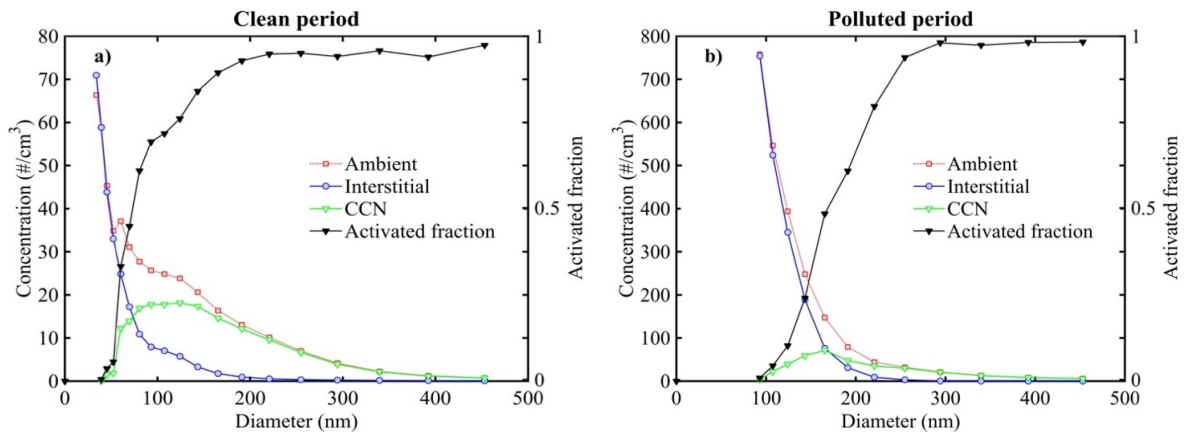 Clean period
a)
80
70
60
50
40
30
20
10
0
Concentration (#/cm³)
1
0.5
0
Activated fraction
Ambient
Interstitial
CCN
Activated fraction
0 100 200 300 400 500
Diameter (nm)
Polluted period
b)
800
700
600
500
400
300
200
100
0
Concentration (#/cm³)
1
0.5
0
Activated fraction
Ambient
Interstitial
CCN
Activated fraction
0 100 200 300 400 500
Diameter (nm)